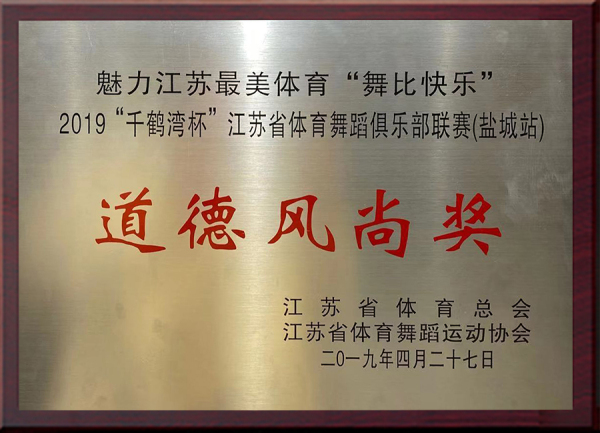 魅力江苏最美体育“舞比快乐”
2019“千鹤湾杯”江苏省体育舞蹈俱乐部联赛(盐城站)
道德风尚奖
江苏省体育总会
江苏省体育舞蹈运动协会
二〇一九年四月二十七日